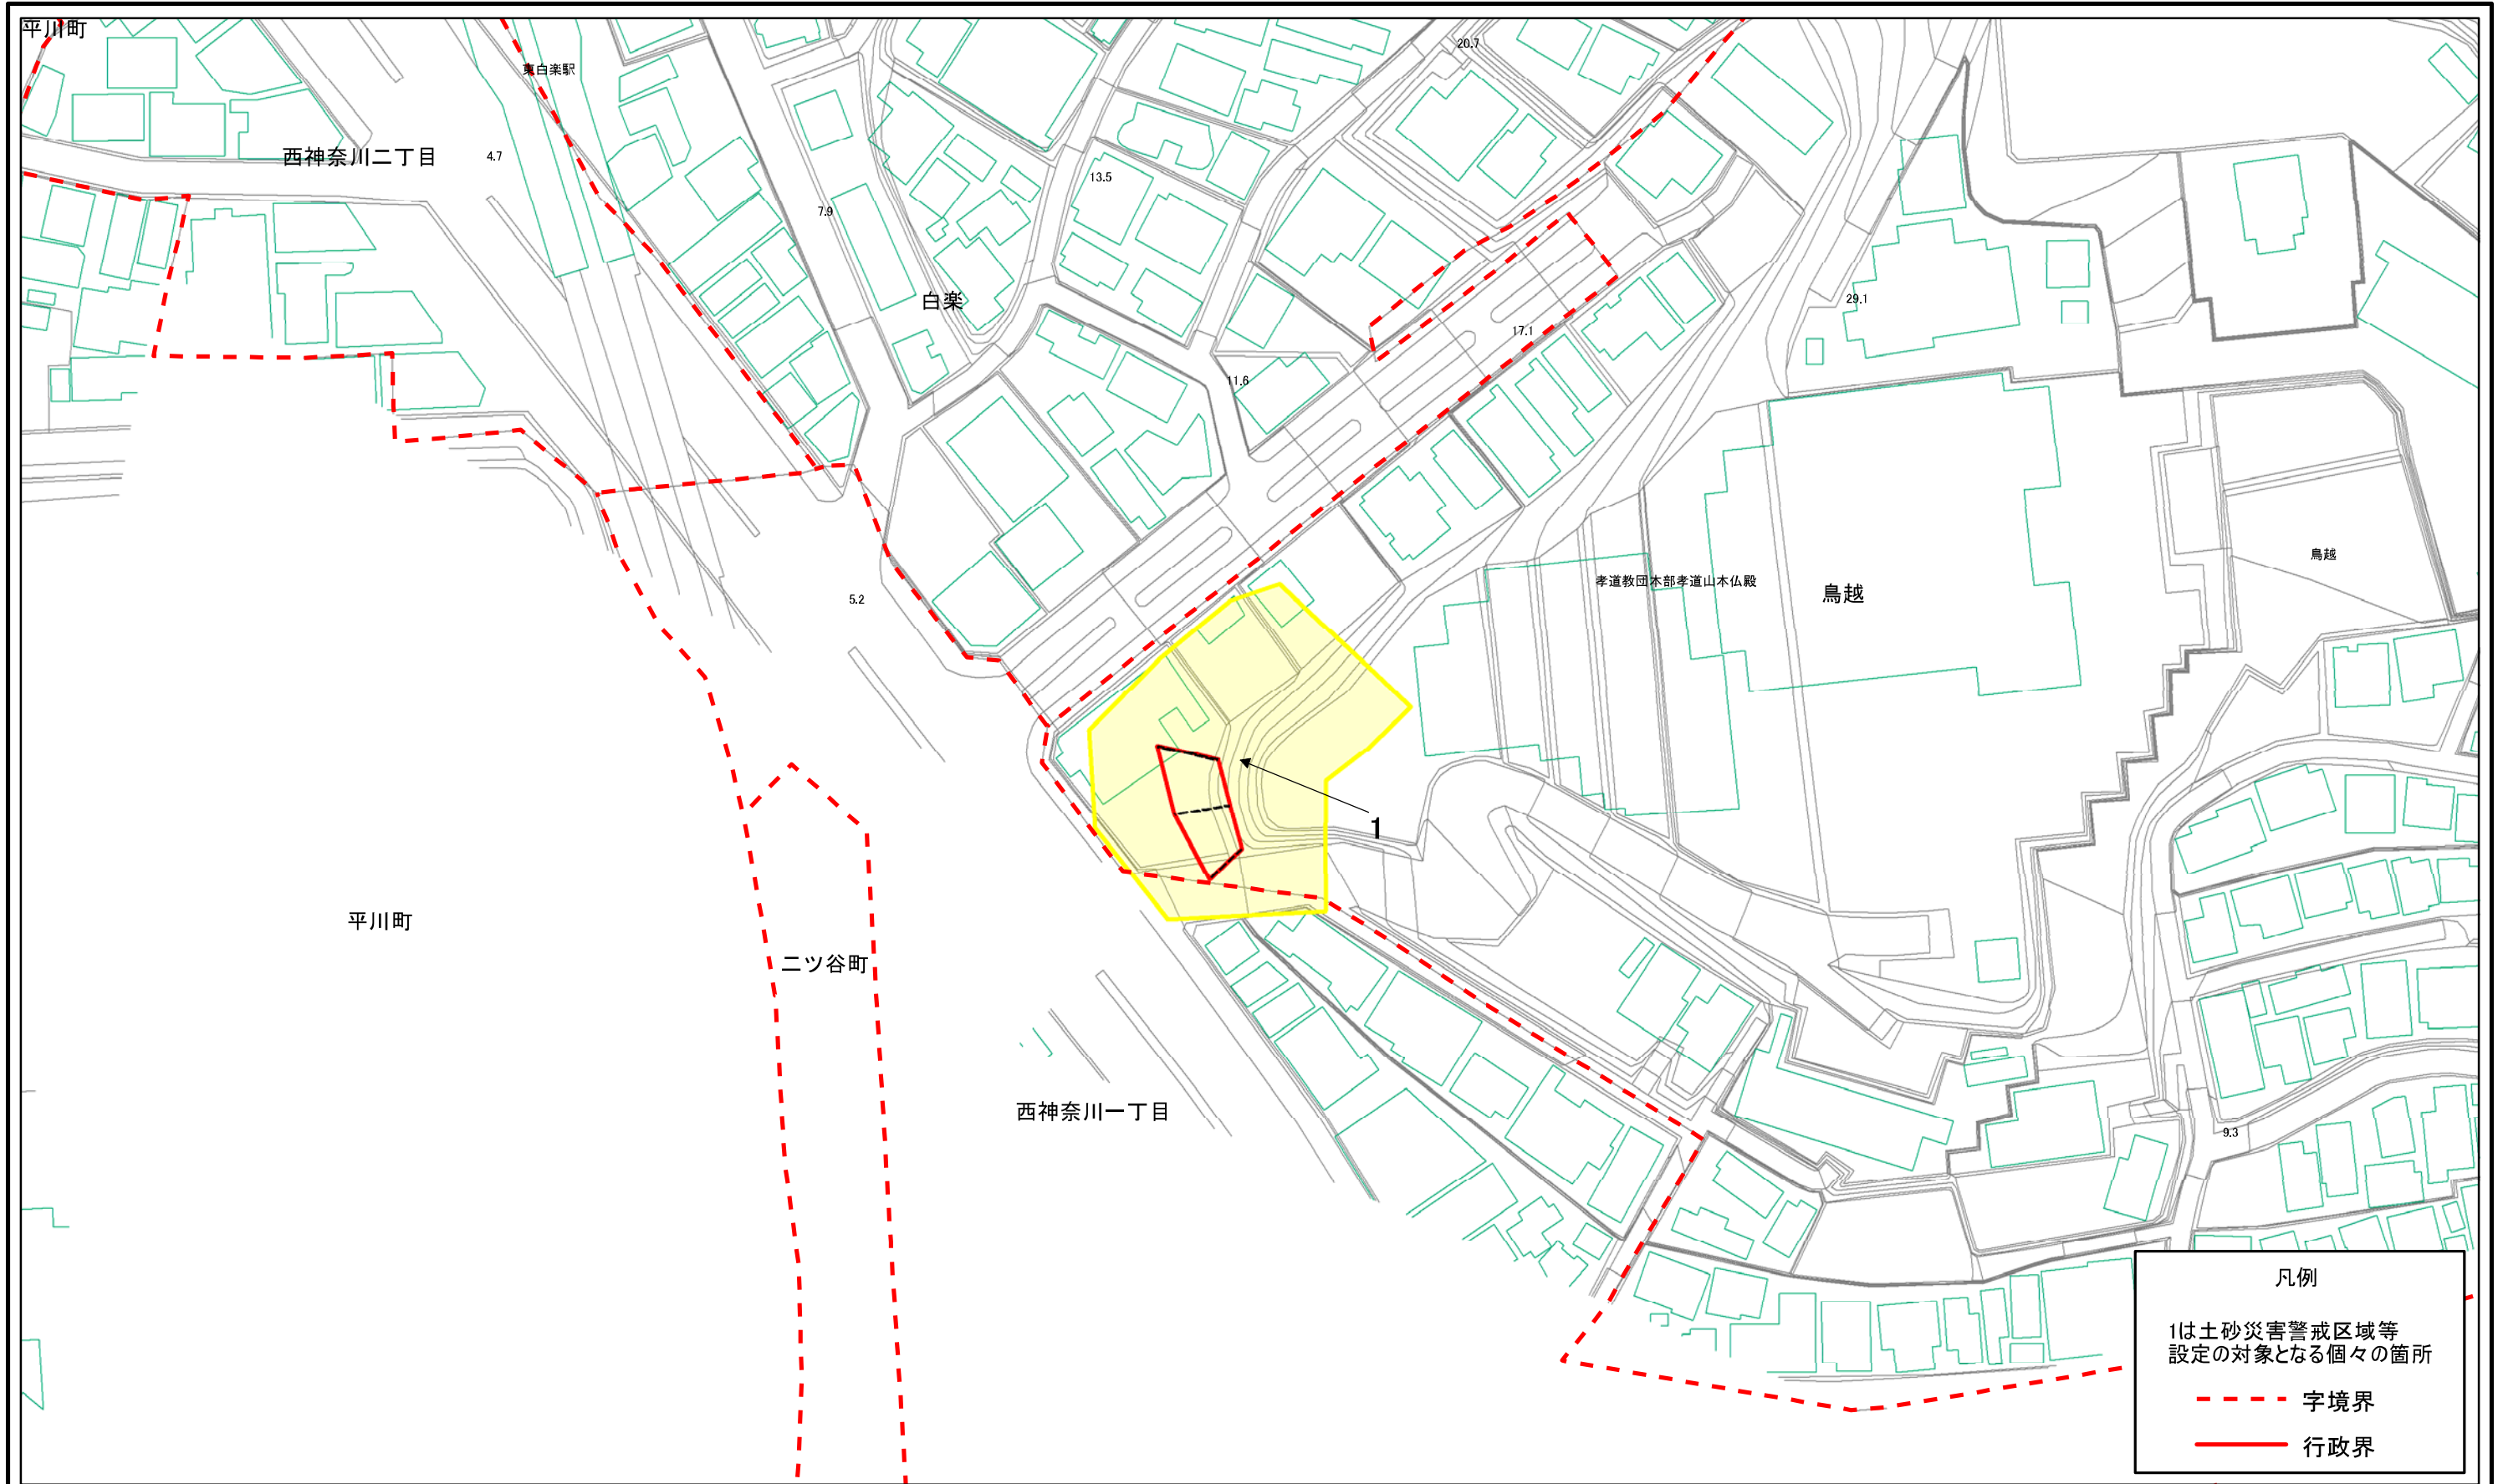 平川町
東白楽駅
20.7
西神奈川二丁目
4.7
13.5
7.9
白楽
29.1
17.1
11.6
鳥越
孝道教団本部孝道山本仏殿
鳥越
5.2
1
平川町
二ツ谷町
西神奈川一丁目
9.3
凡例
1は土砂災害警戒区域等
設定の対象となる個々の箇所
字境界
行政界